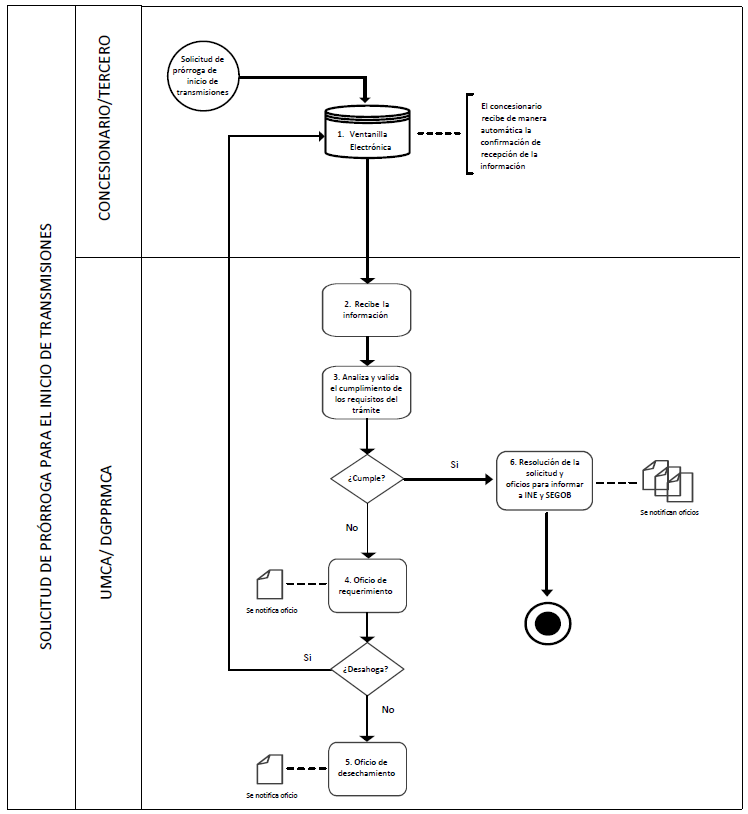 SOLICITUD DE PRÓRROGA PARA EL INICIO DE TRANSMISIONES
CONCESIONARIO/TERCERO
Solicitud de
prórroga de
inicio de
transmisiones
1. Ventanilla
Electrónica
El concesionario
recibe de manera
automática la
confirmación de
recepción de la
información
UMCA/ DGPPRMCA
2. Recibe la
información
3. Analiza y valida
el cumplimiento de
los requisitos del
trámite
¿Cumple?
Si
6. Resolución de la
solicitud y
oficios para informar
a INE y SEGOB
Se notifican oficios
No
4. Oficio de
requerimiento
Se notifica oficio
¿Desahoga?
Si
No
5. Oficio de
desechamiento
Se notifica oficio